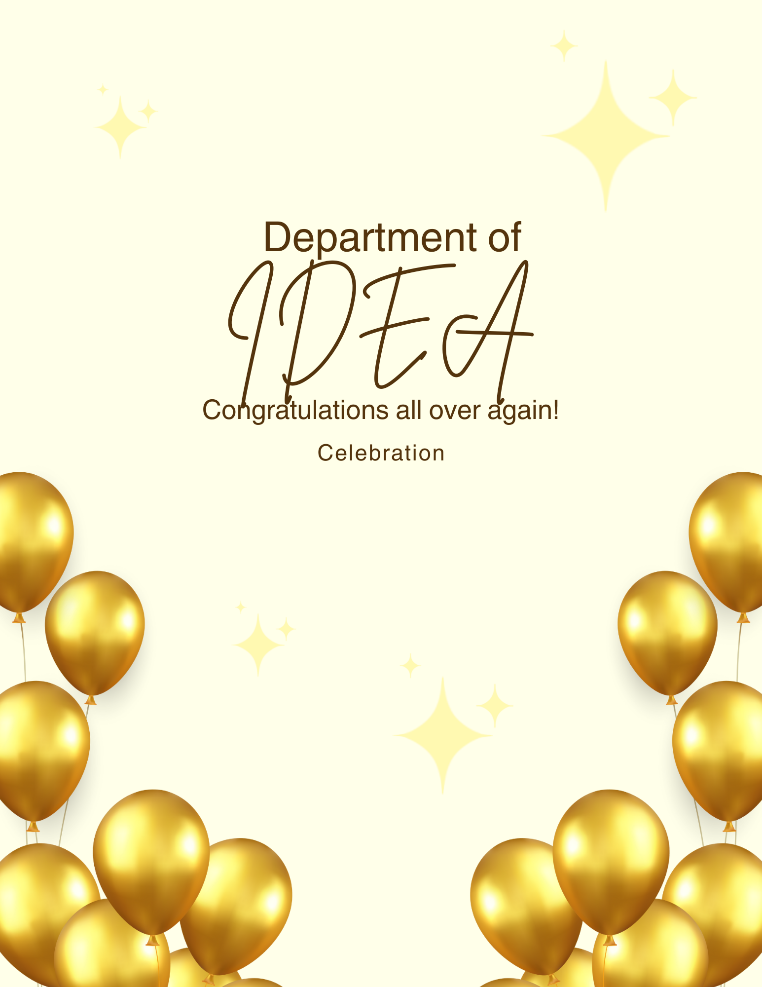 Department of
IDEA
Congratulations all over again!
Celebration